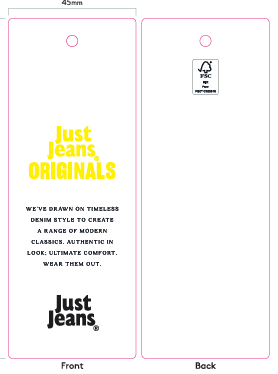 45mm
Just
Jeans®
ORIGINALS
WE'VE DRAWN ON TIMELESS
DENIM STYLE TO CREATE
A RANGE OF MODERN
CLASSICS. AUTHENTIC IN
LOOK; ULTIMATE COMFORT.
WEAR THEM OUT.
Just
Jeans®
FSC
Front
Back